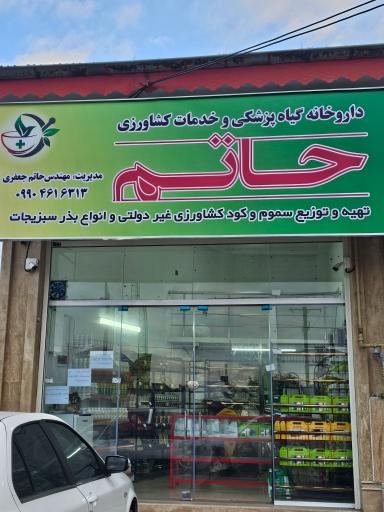 داروخانه گیاه پزشکی و خدمات کشاورزی
حاتم
مدیریت: مهندس حاتم جعفری
۰۹۹۰ ۴۶۱ ۶۳۱۳
تهیه و توزیع سموم و کود کشاورزی غیر دولتی و انواع بذر سبزیجات